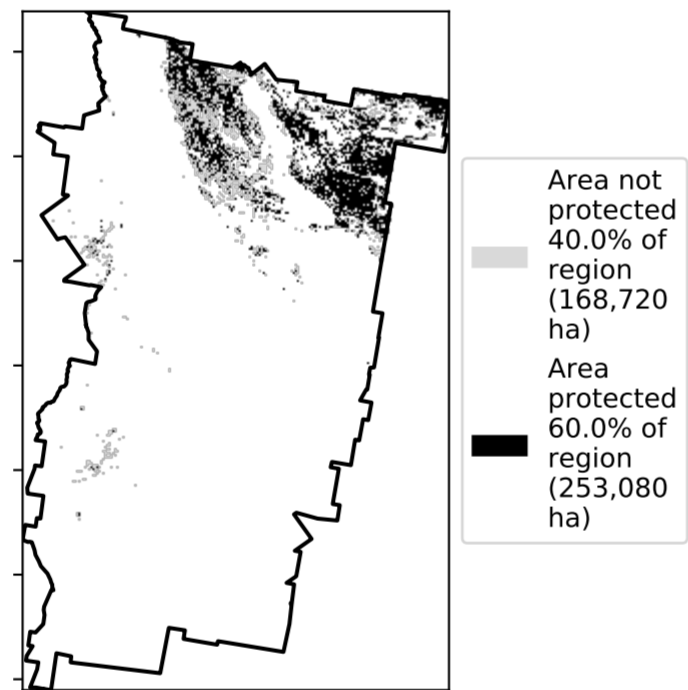 Area not
protected
40.0% of
region
(168,720
ha)
Area
protected
60.0% of
region
(253,080
ha)